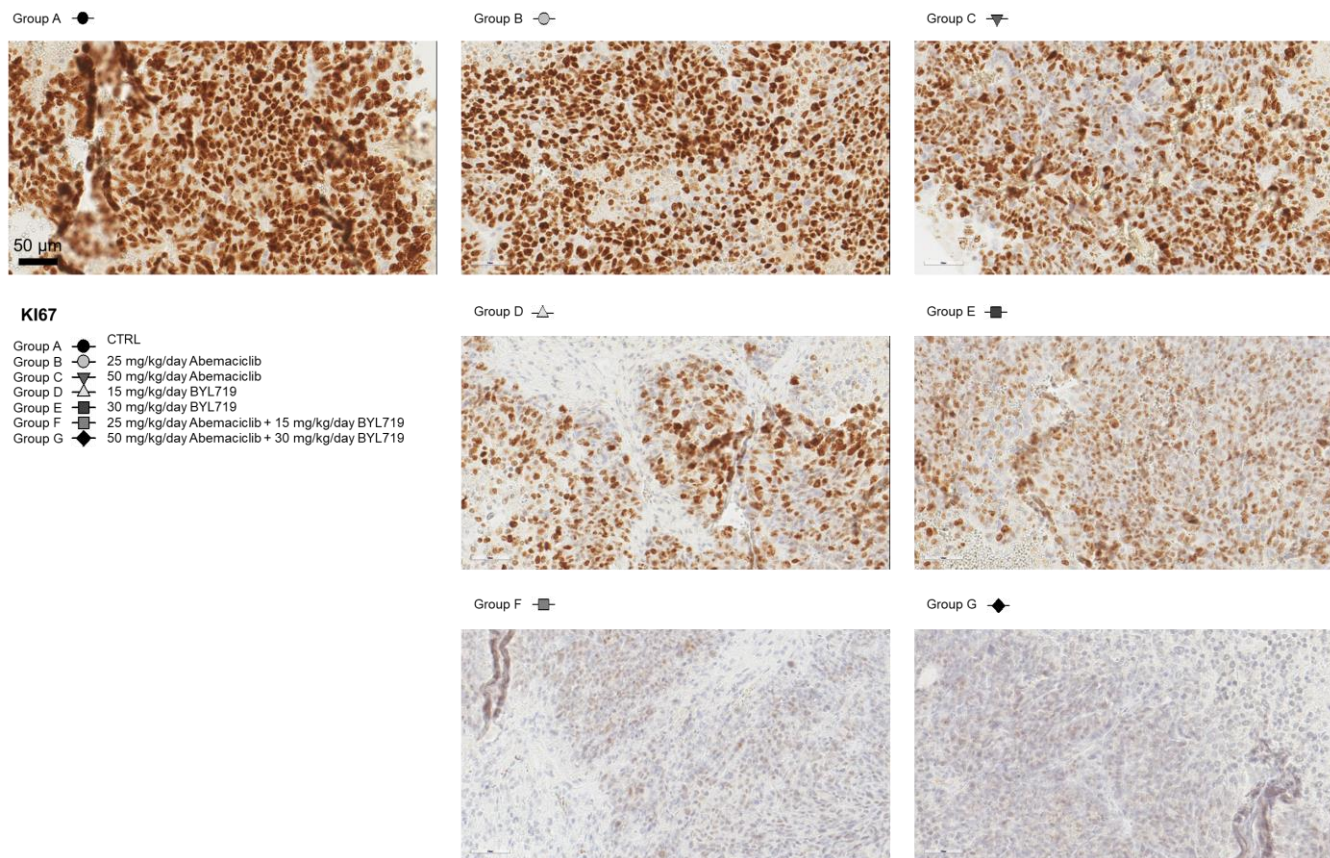 Group A
Group B
Group C
50 µm
KI67
Group A CTRL
Group B 25 mg/kg/day Abemaciclib
Group C 50 mg/kg/day Abemaciclib
Group D 15 mg/kg/day BYL719
Group E 30 mg/kg/day BYL719
Group F 25 mg/kg/day Abemaciclib + 15 mg/kg/day BYL719
Group G 50 mg/kg/day Abemaciclib + 30 mg/kg/day BYL719
Group D
Group E
Group F
Group G